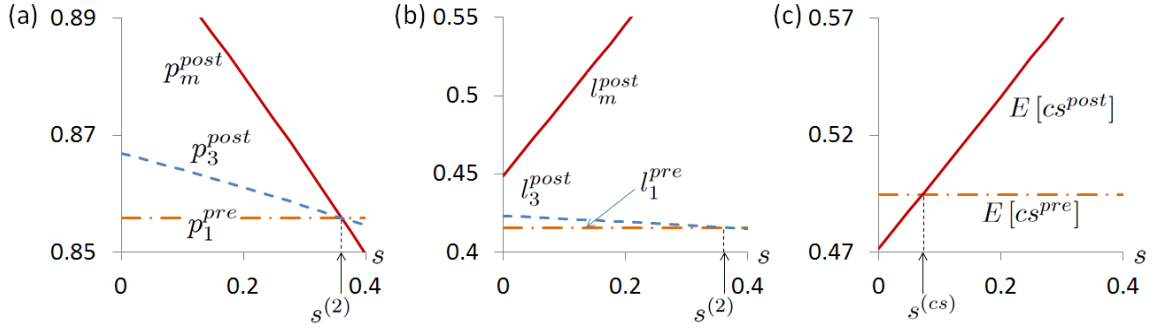 (a)
0.89
0.87
0.85
p_m^{post}
p_3^{post}
p_1^{pre}
s
0 0.2 0.4
s^{(2)}
(b)
0.55
0.5
0.45
0.4
l_m^{post}
l_3^{post}
l_1^{pre}
s
0 0.2 0.4
s^{(2)}
(c)
0.57
0.52
0.47
E [cs^{post}]
E [cs^{pre}]
s
0 0.2 0.4
s^{(cs)}